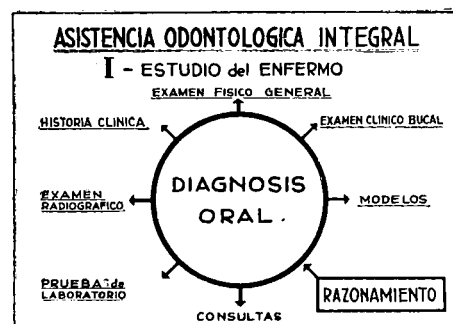 ASISTENCIA ODONTOLOGICA INTEGRAL
I - ESTUDIO del ENFERMO
EXAMEN FISICO GENERAL
HISTORIA CLINICA
EXAMEN CLINICO BUCAL
DIAGNOSIS
ORAL.
EXAMEN
RADIOGRAFICO
MODELOS
PRUEBAS de
LABORATORIO
RAZONAMIENTO
CONSULTAS